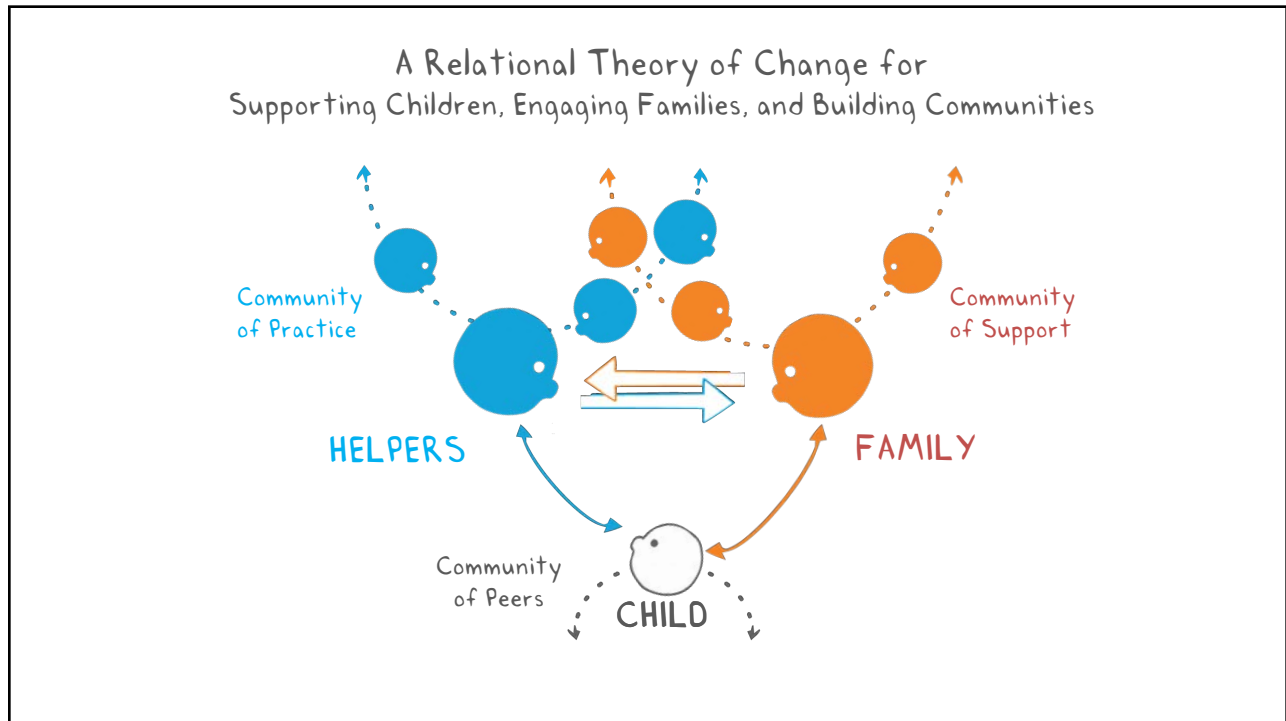 A Relational Theory of Change for
Supporting Children, Engaging Families, and Building Communities
Community
of Practice
Community
of Support
HELPERS
FAMILY
Community
of Peers
CHILD